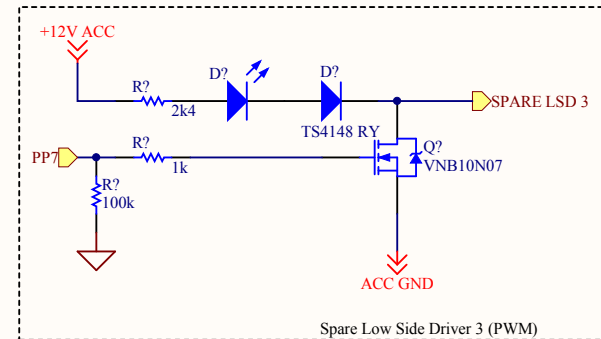 +12V ACC
D?
D?
R?
2k4
SPARE LSD 3
TS4148 RY
PP7
R?
1k
Q?
VNB10N07
R?
100k
ACC GND
Spare Low Side Driver 3 (PWM)